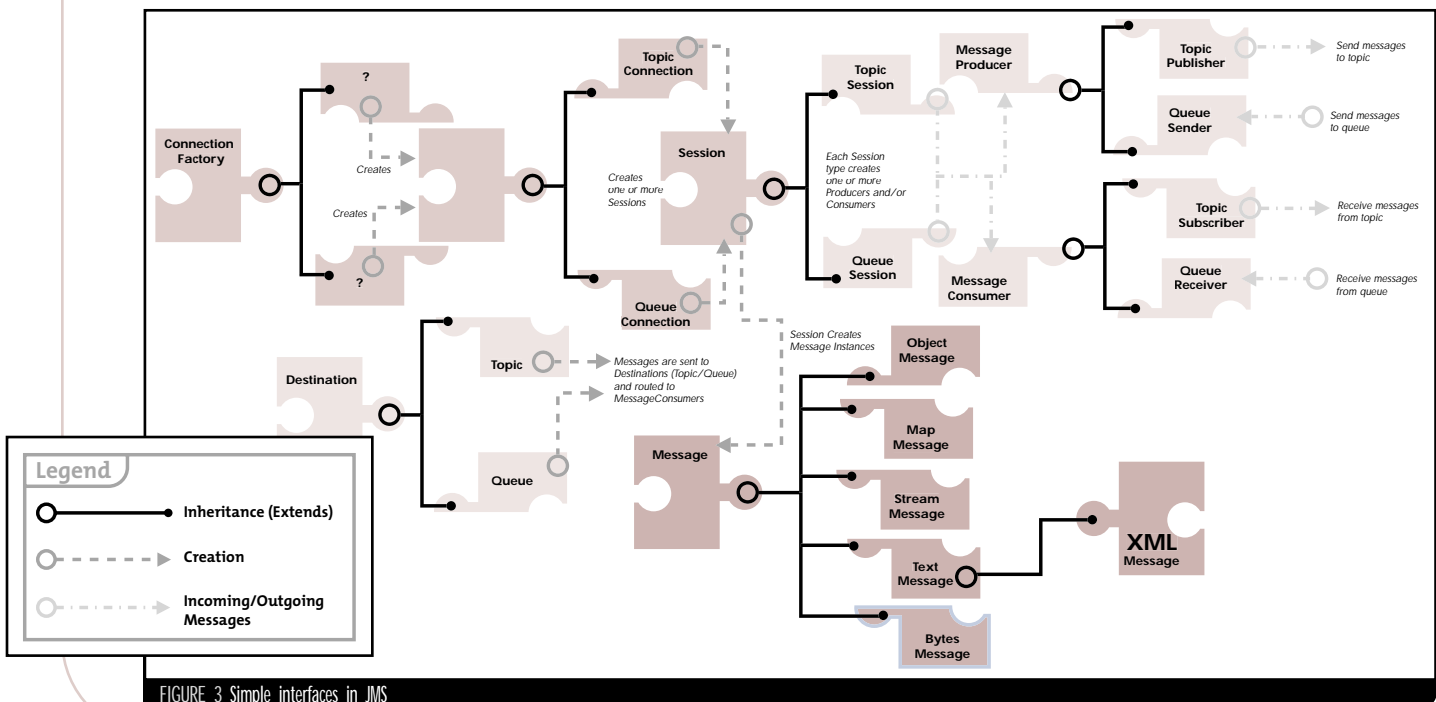 ?
Creates
Connection
Factory
Creates
?
Topic
Connection
Creates
one or more
Sessions
Session
Queue
Connection
Topic
Session
Each Session
type creates
one or more
Producers and/or
Consumers
Queue
Session
Message
Producer
Message
Consumer
Topic
Publisher
Send messages
to topic
Queue
Sender
Send messages
to queue
Topic
Subscriber
Receive messages
from topic
Queue
Receiver
Receive messages
from queue
Destination
Topic
Messages are sent to
Destinations (Topic/Queue)
and routed to
MessageConsumers
Queue
Session Creates
Message Instances
Message
Object
Message
Map
Message
Stream
Message
Text
Message
Bytes
Message
XML
Message
Legend
Inheritance (Extends)
Creation
Incoming/Outgoing
Messages
FIGURE 3 Simple interfaces in JMS